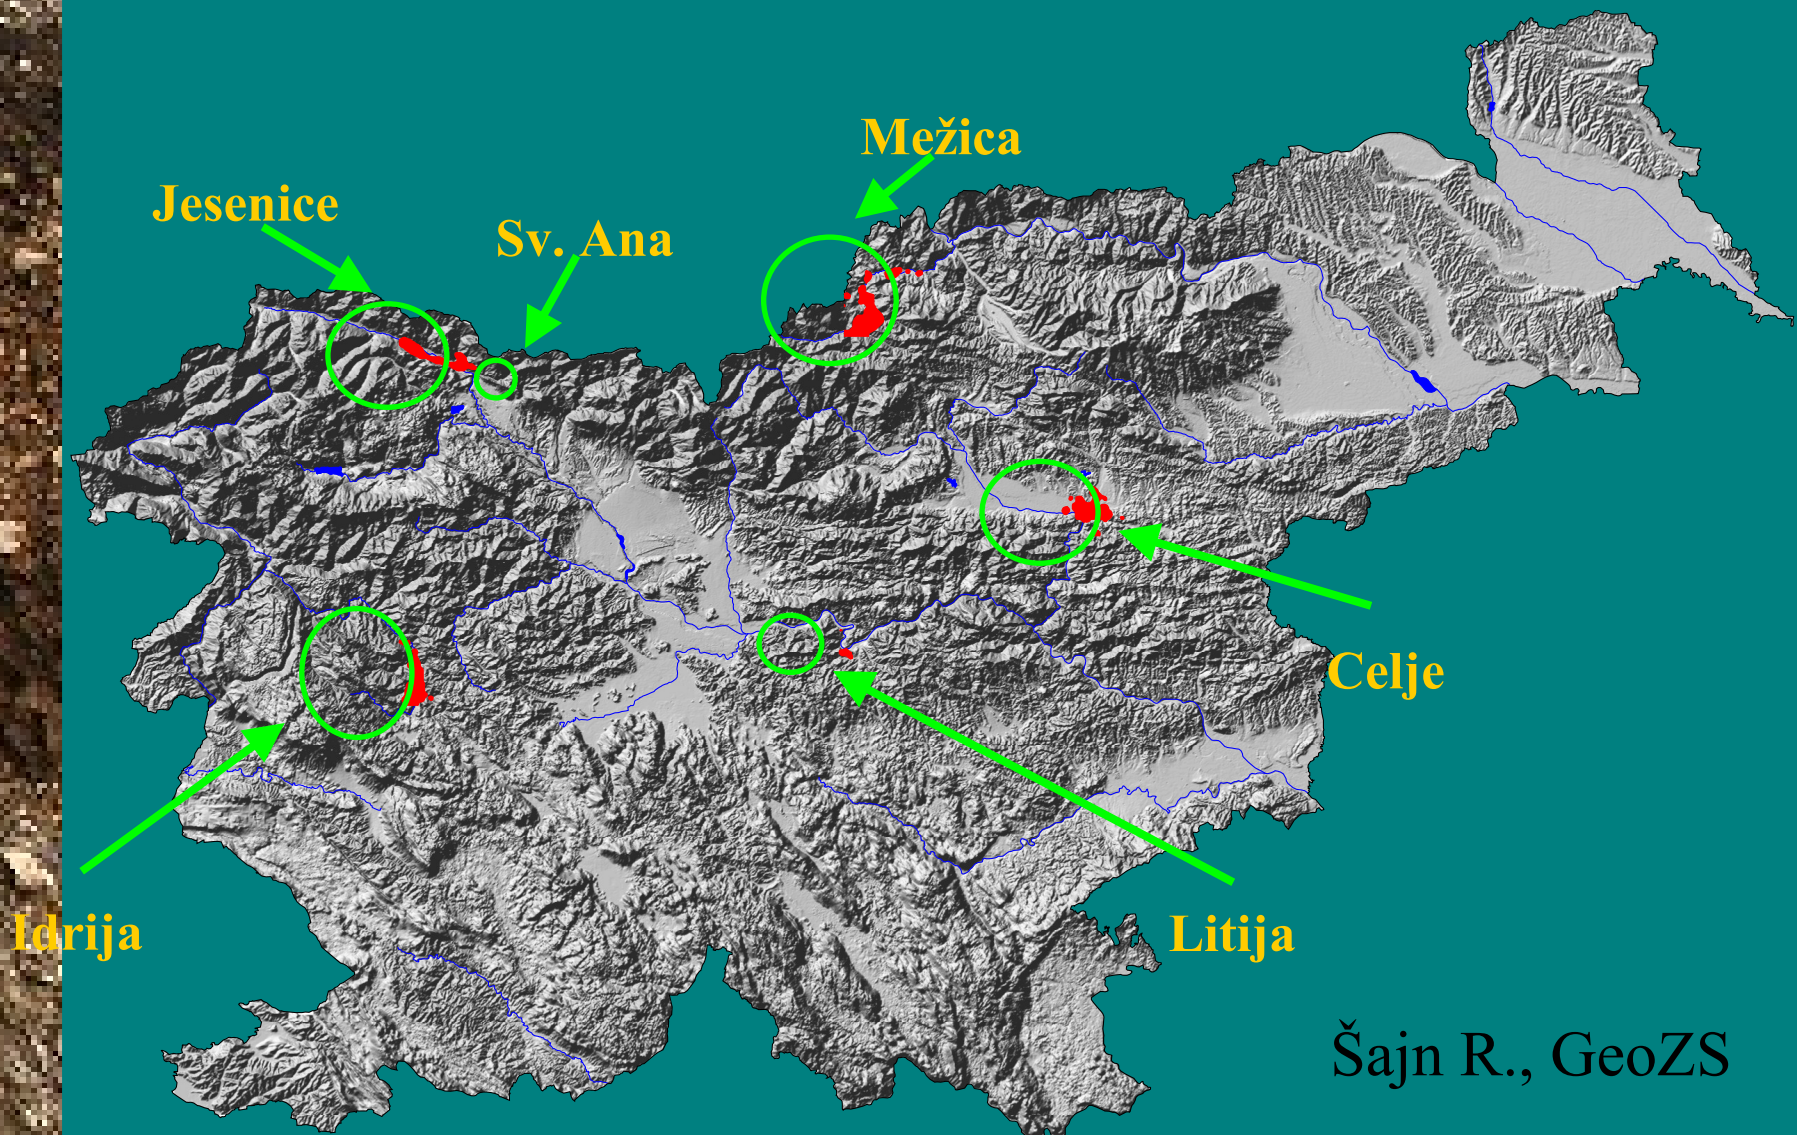 Mežica
Jesenice
Sv. Ana
Celje
Idrija
Litija
Šajn R., GeoZS